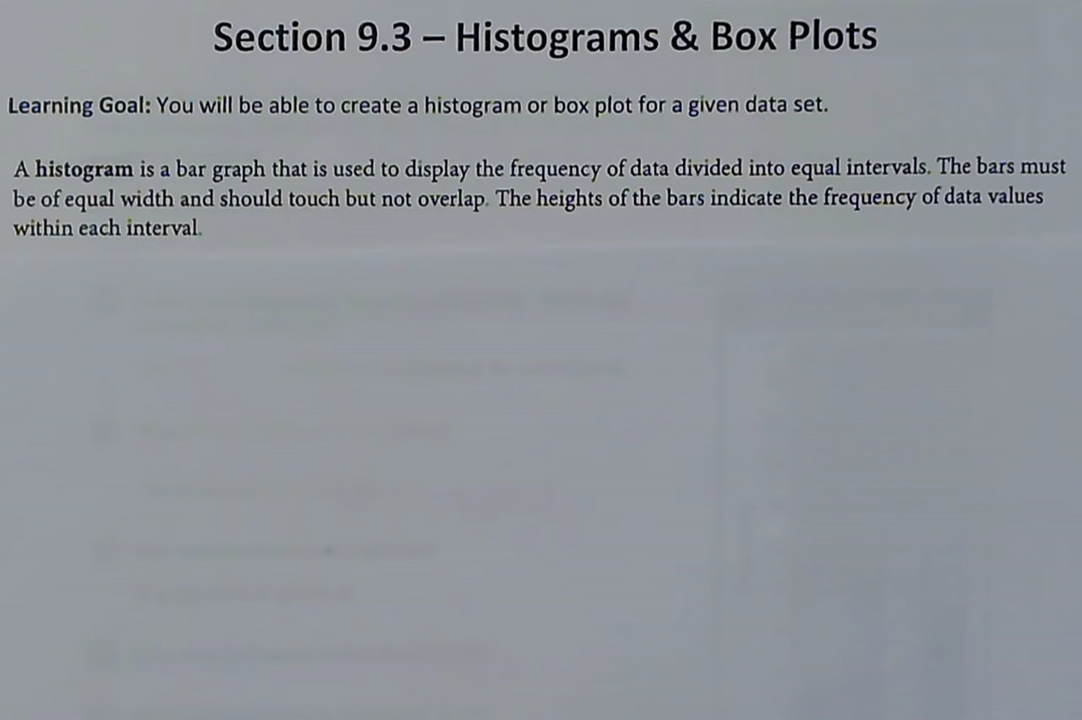 Section 9.3 – Histograms & Box Plots
Learning Goal: You will be able to create a histogram or box plot for a given data set.
A histogram is a bar graph that is used to display the frequency of data divided into equal intervals. The bars must
be of equal width and should touch but not overlap. The heights of the bars indicate the frequency of data values
within each interval.